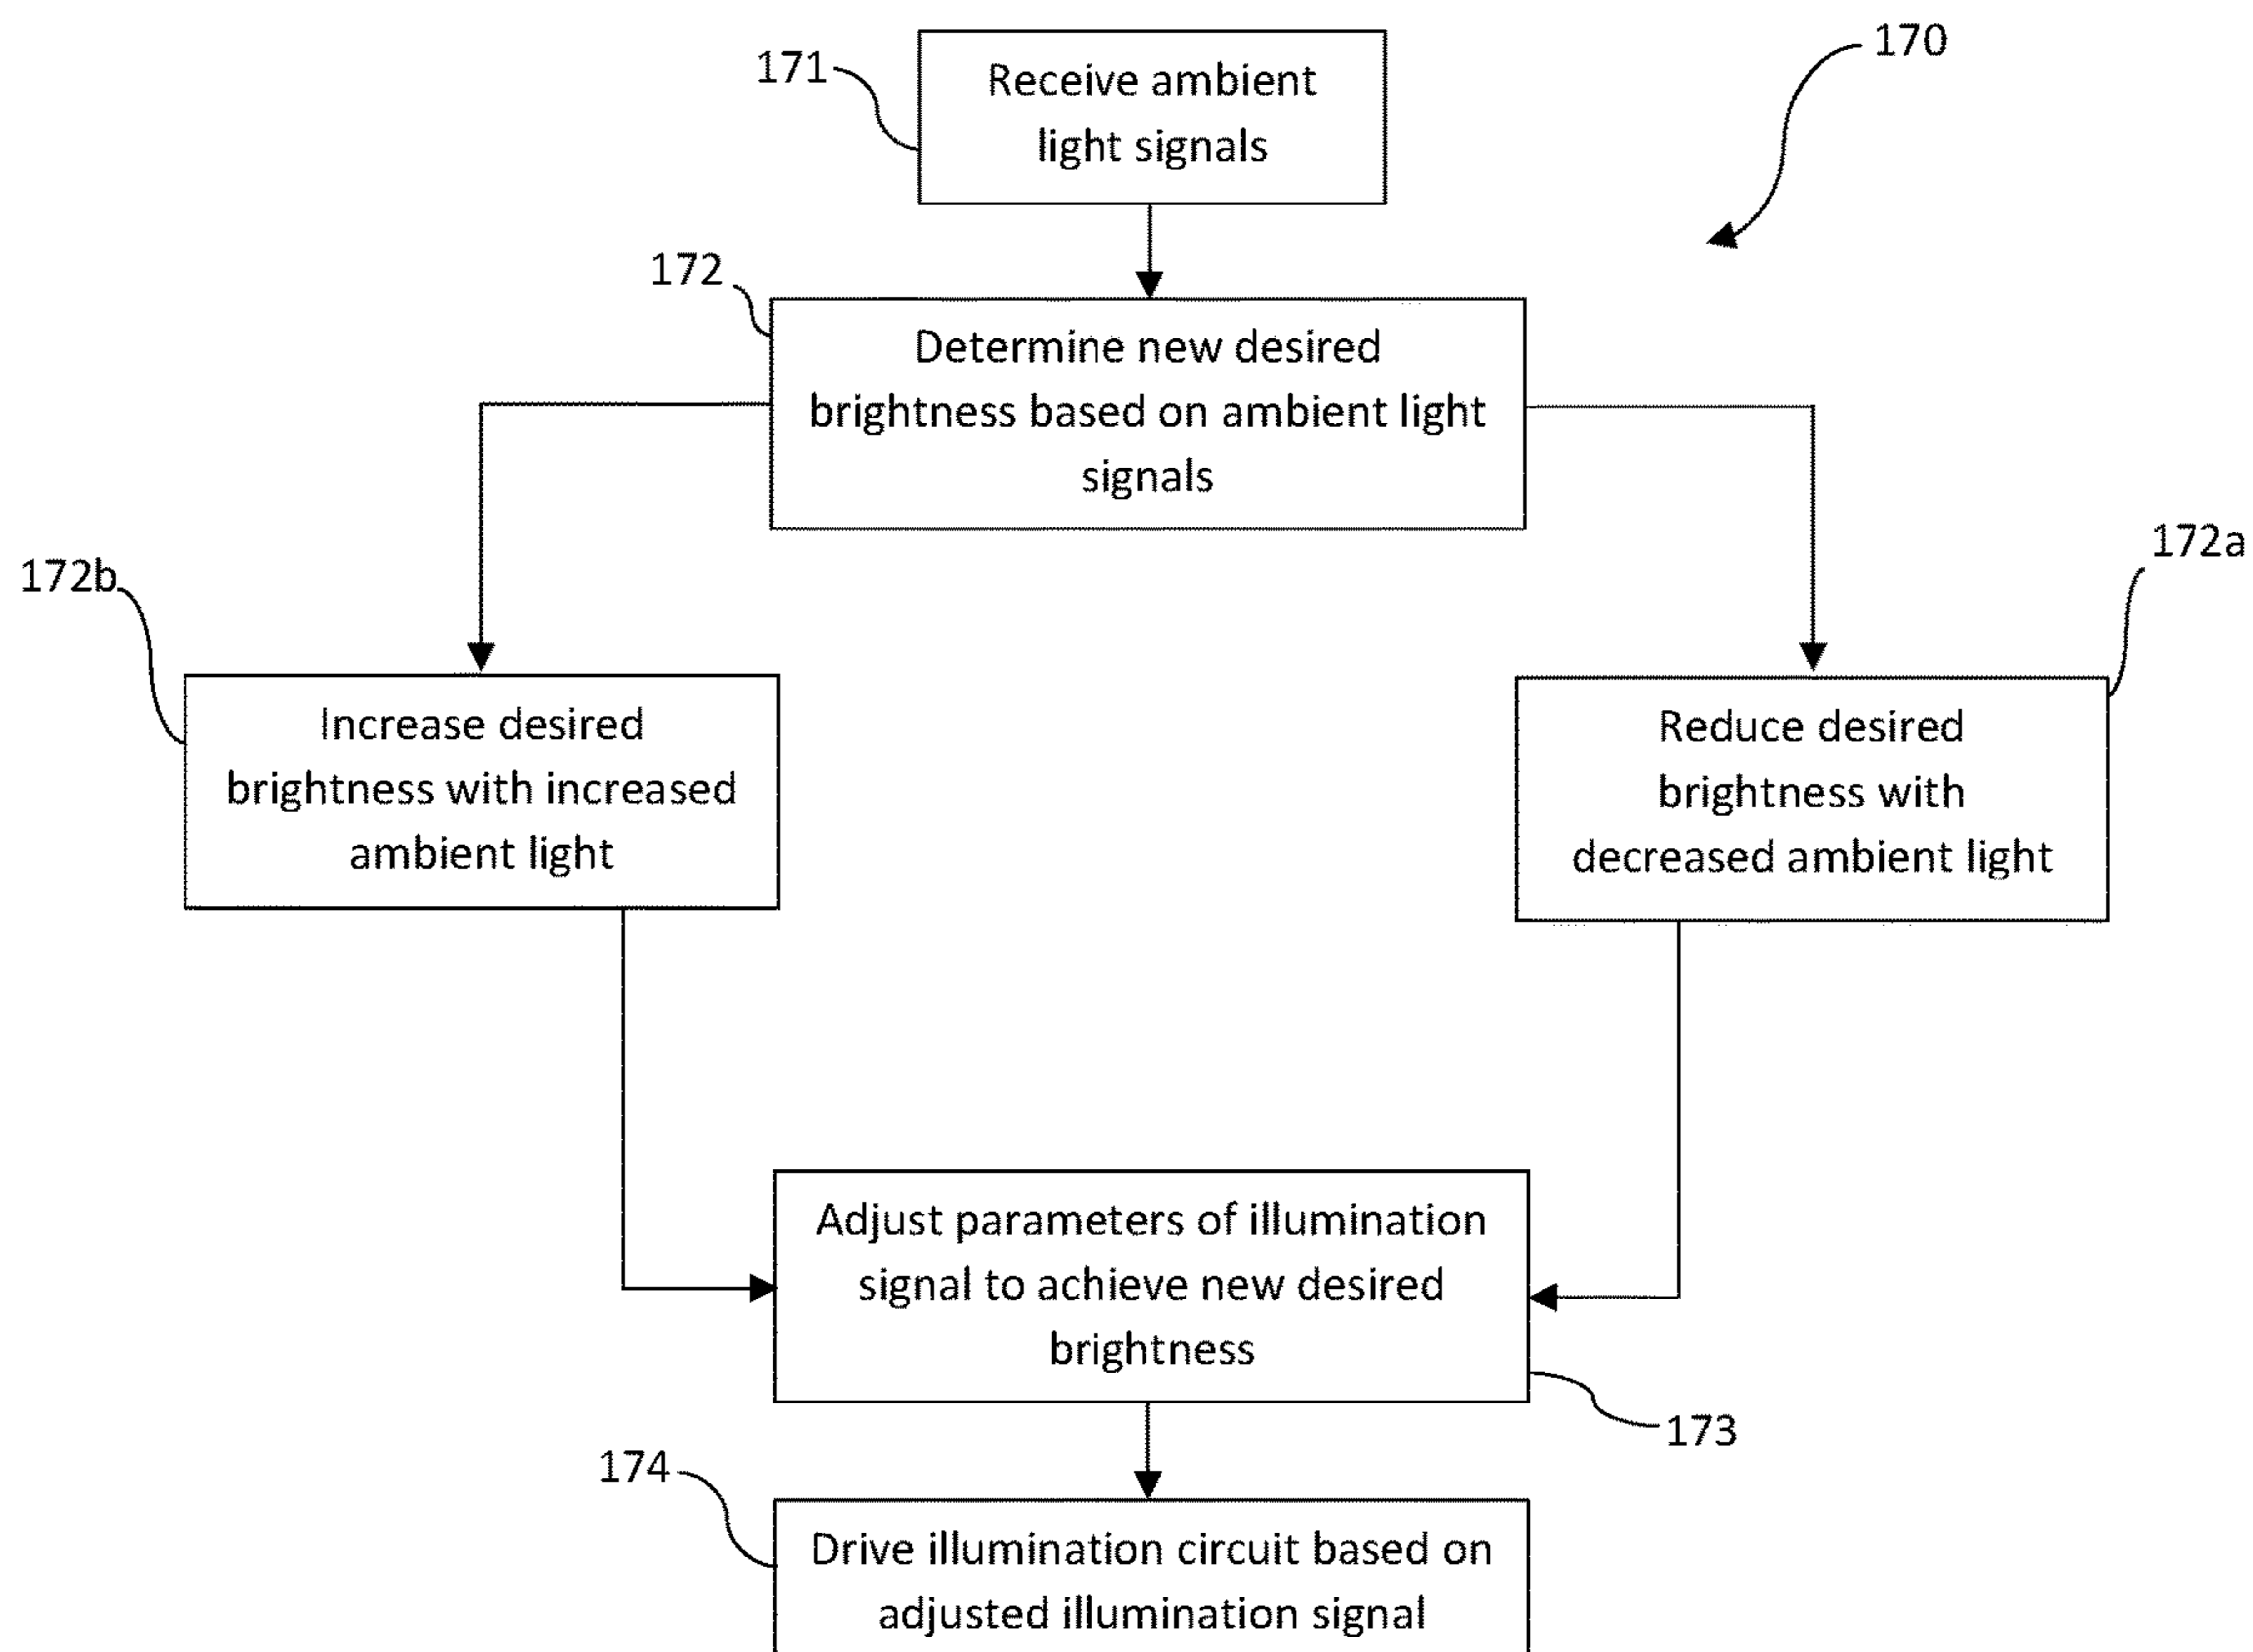 170
171
Receive ambient
light signals
172
Determine new desired
brightness based on ambient light
signals
172b
172a
Increase desired
brightness with increased
ambient light
Reduce desired
brightness with
decreased ambient light
Adjust parameters of illumination
signal to achieve new desired
brightness
173
174
Drive illumination circuit based on
adjusted illumination signal